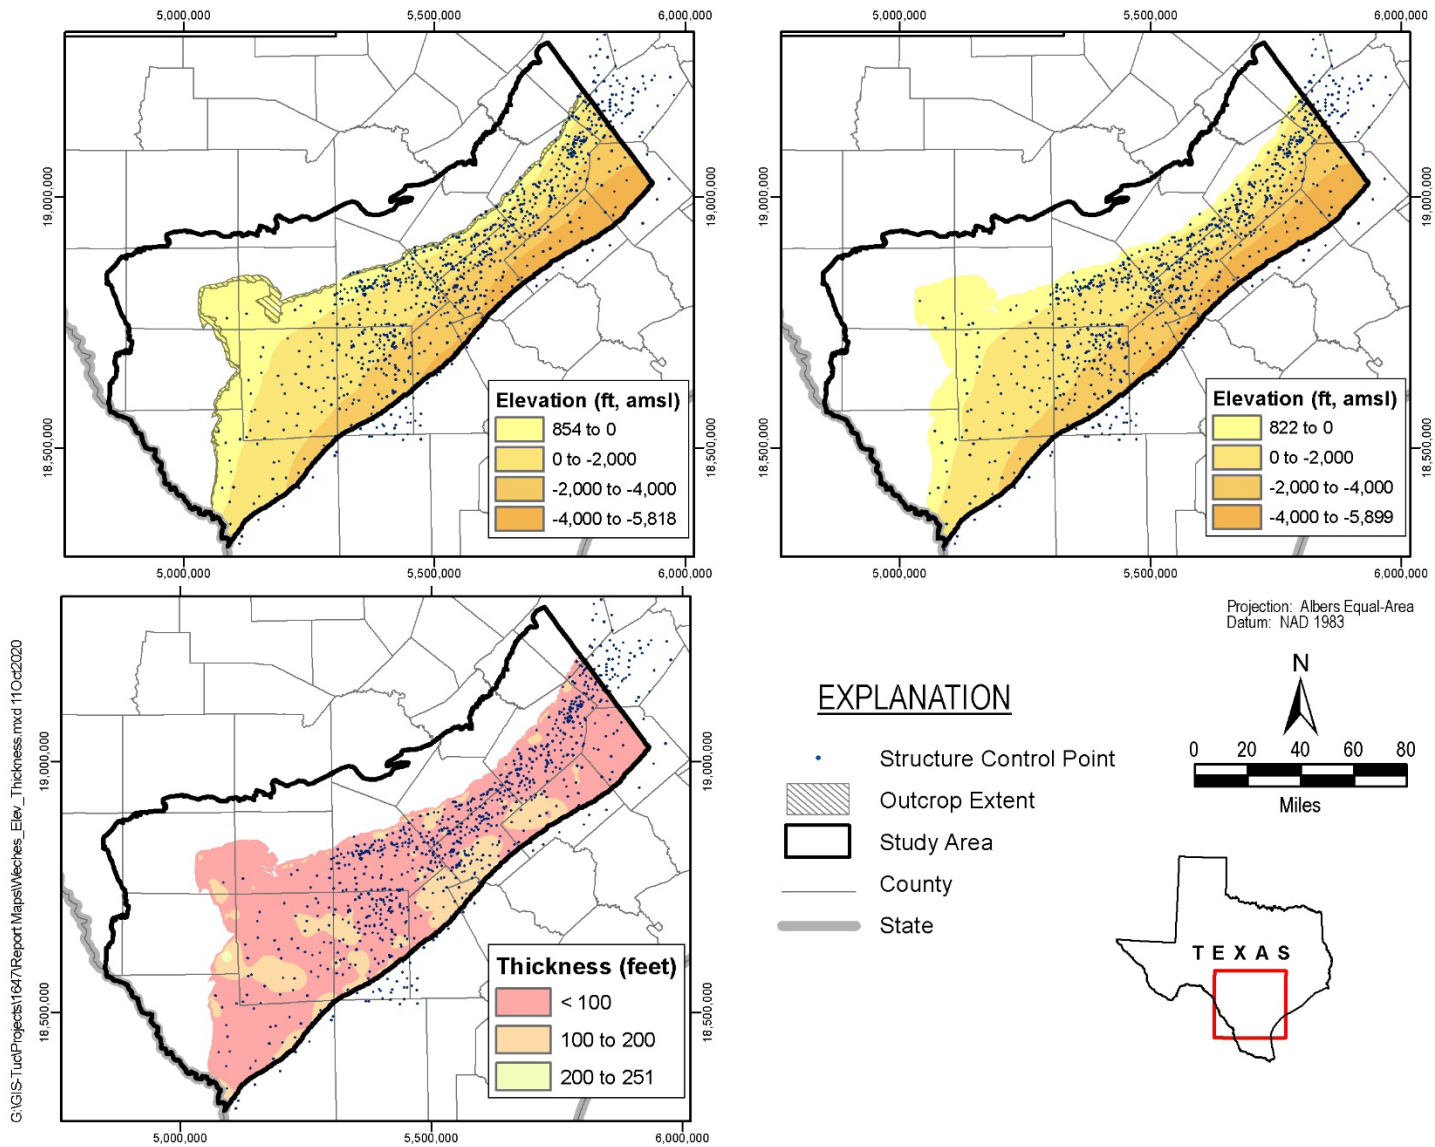 5,000,000
5,500,000
6,000,000
5,000,000
5,500,000
6,000,000
19,000,000
18,500,000
19,000,000
18,500,000
19,000,000
18,500,000
19,000,000
18,500,000
Elevation (ft, amsl)
854 to 0
0 to -2,000
-2,000 to -4,000
-4,000 to -5,818
Elevation (ft, amsl)
822 to 0
0 to -2,000
-2,000 to -4,000
-4,000 to -5,899
5,000,000
5,500,000
6,000,000
5,000,000
5,500,000
6,000,000
G:\GIS-Tuc\Projects\1647\Report Maps\Weches_Elev_Thickness.mxd 11Oct2020
19,000,000
18,500,000
19,000,000
18,500,000
Thickness (feet)
< 100
100 to 200
200 to 251
5,000,000
5,500,000
6,000,000
Projection: Albers Equal-Area
Datum: NAD 1983
N
0 20 40 60 80
Miles
EXPLANATION
Structure Control Point
Outcrop Extent
Study Area
County
State
TEXAS